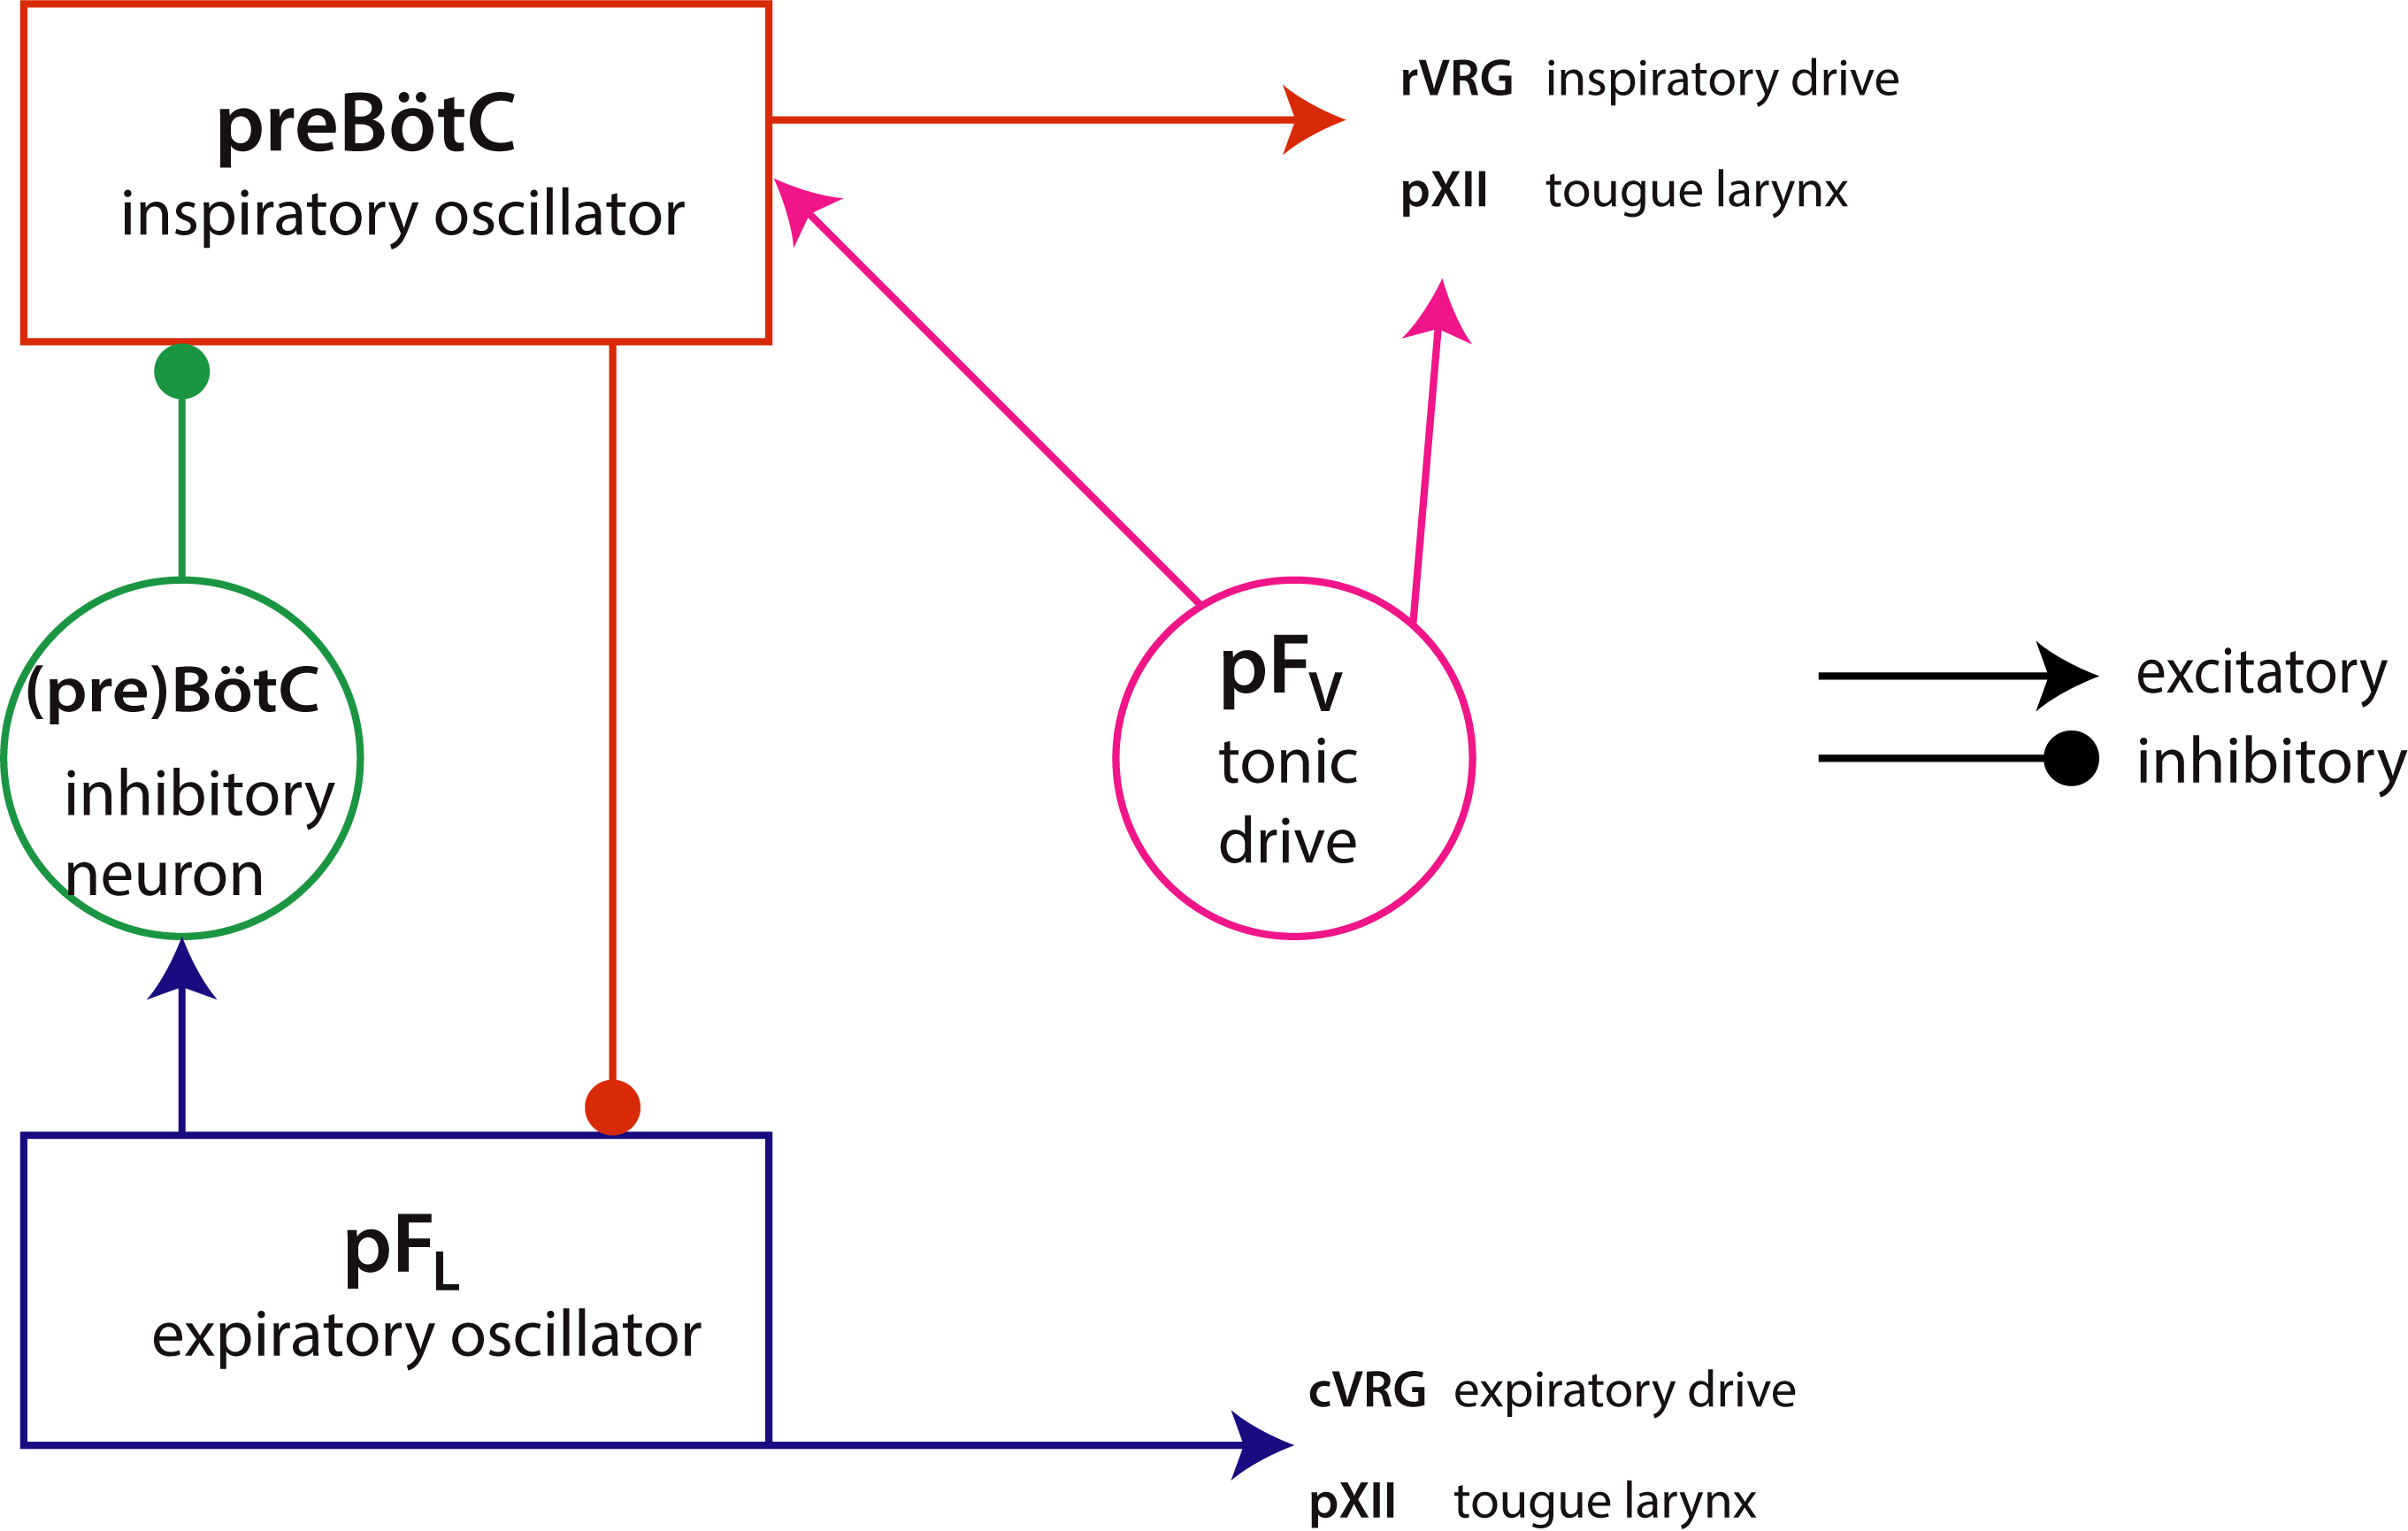 preBötC
inspiratory oscillator
rVRG inspiratory drive
pXII tougue larynx
(pre)BötC
inhibitory
neuron
pFV
tonic
drive
excitatory
inhibitory
pFL
expiratory oscillator
cVRG expiratory drive
pXII tougue larynx